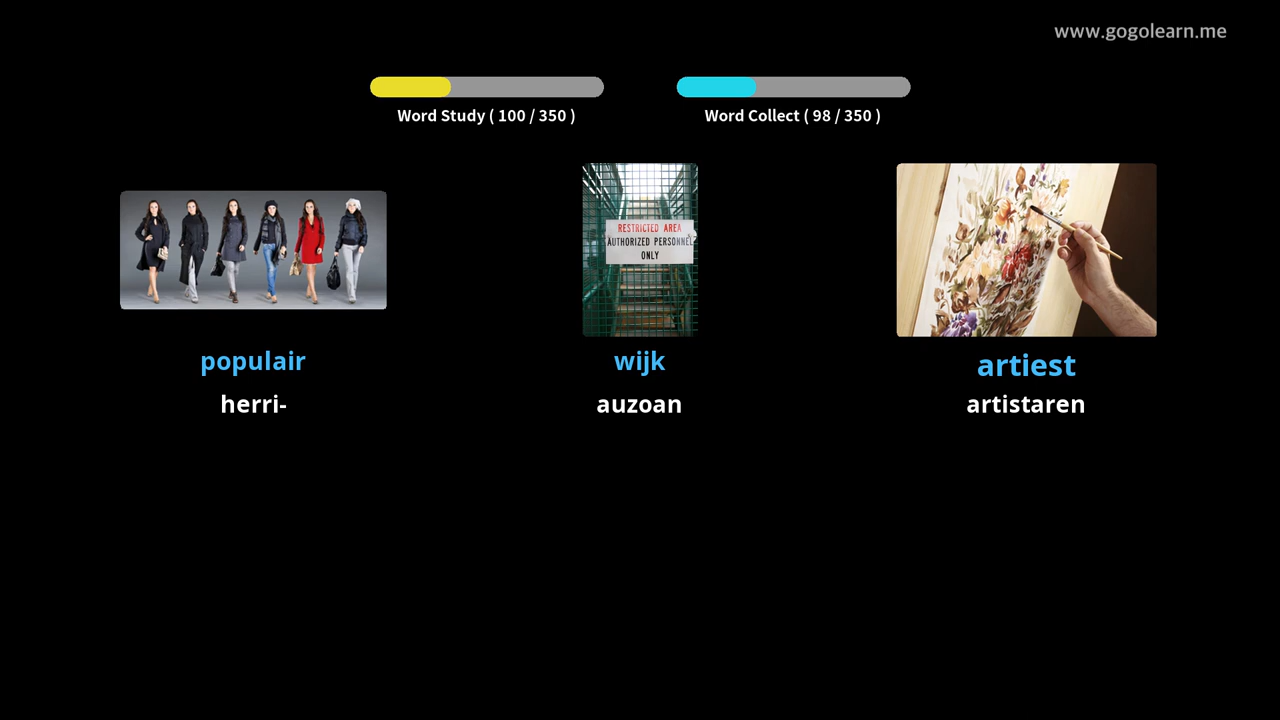 www.gogolearn.me
Word Study ( 100 / 350 )
Word Collect ( 98 / 350 )
RESTRICTED AREA
AUTHORIZED PERSONNEL
ONLY
populair
wijk
artiest
herri-
auzoan
artistaren